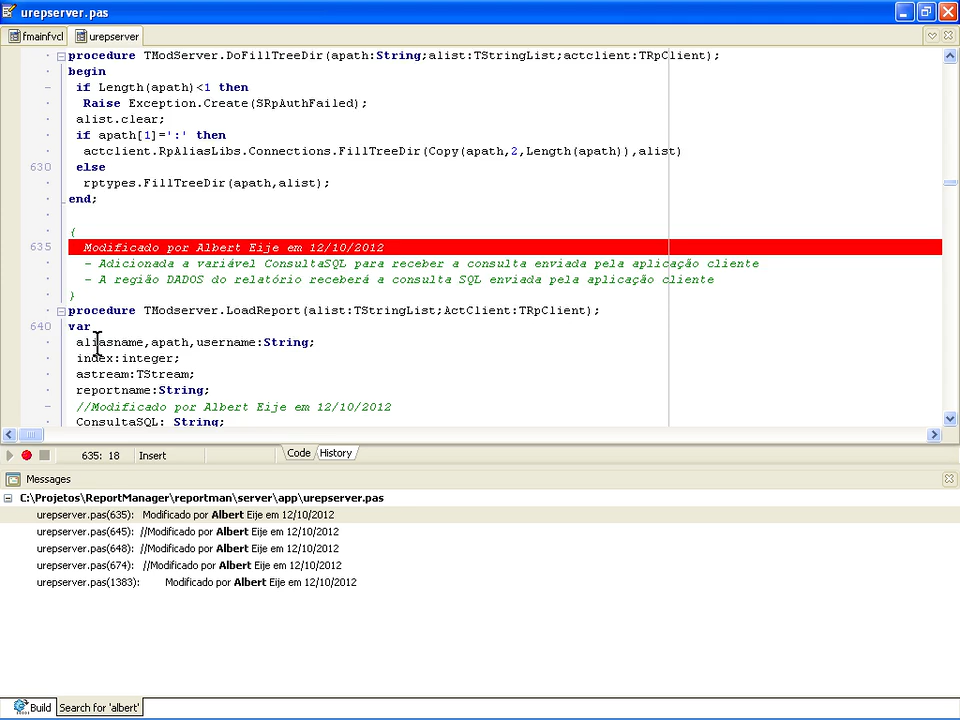 urepserver.pas
fmainfvcl urepserver
procedure TModServer.DoFillTreeDir(apath:String;alist:TStringList;actclient:TRpClient);
begin
if Length(apath)<1 then
Raise Exception.Create(SRpAuthFailed);
alist.clear;
if apath[1]=':' then
actclient.RpAliasLibs.Connections.FillTreeDir(Copy(apath,2,Length(apath)),alist)
630 else
rptypes.FillTreeDir(apath,alist);
end;
{
635 Modificado por Albert Eije em 12/10/2012
- Adicionada a variável ConsultaSQL para receber a consulta enviada pela aplicação cliente
- A região DADOS do relatório receberá a consulta SQL enviada pela aplicação cliente
}
procedure TModserver.LoadReport(alist:TStringList;ActClient:TRpClient);
640 var
aliasname,apath,username:String;
index:integer;
astream:TStream;
reportname:String;
//Modificado por Albert Eije em 12/10/2012
ConsultaSQL: String;
635: 18 Insert Code History
Messages
C:\Projetos\ReportManager\reportman\server\app\urepserver.pas
urepserver.pas(635): Modificado por Albert Eije em 12/10/2012
urepserver.pas(645): //Modificado por Albert Eije em 12/10/2012
urepserver.pas(648): //Modificado por Albert Eije em 12/10/2012
urepserver.pas(674): //Modificado por Albert Eije em 12/10/2012
urepserver.pas(1383): Modificado por Albert Eije em 12/10/2012
Build Search for 'albert'